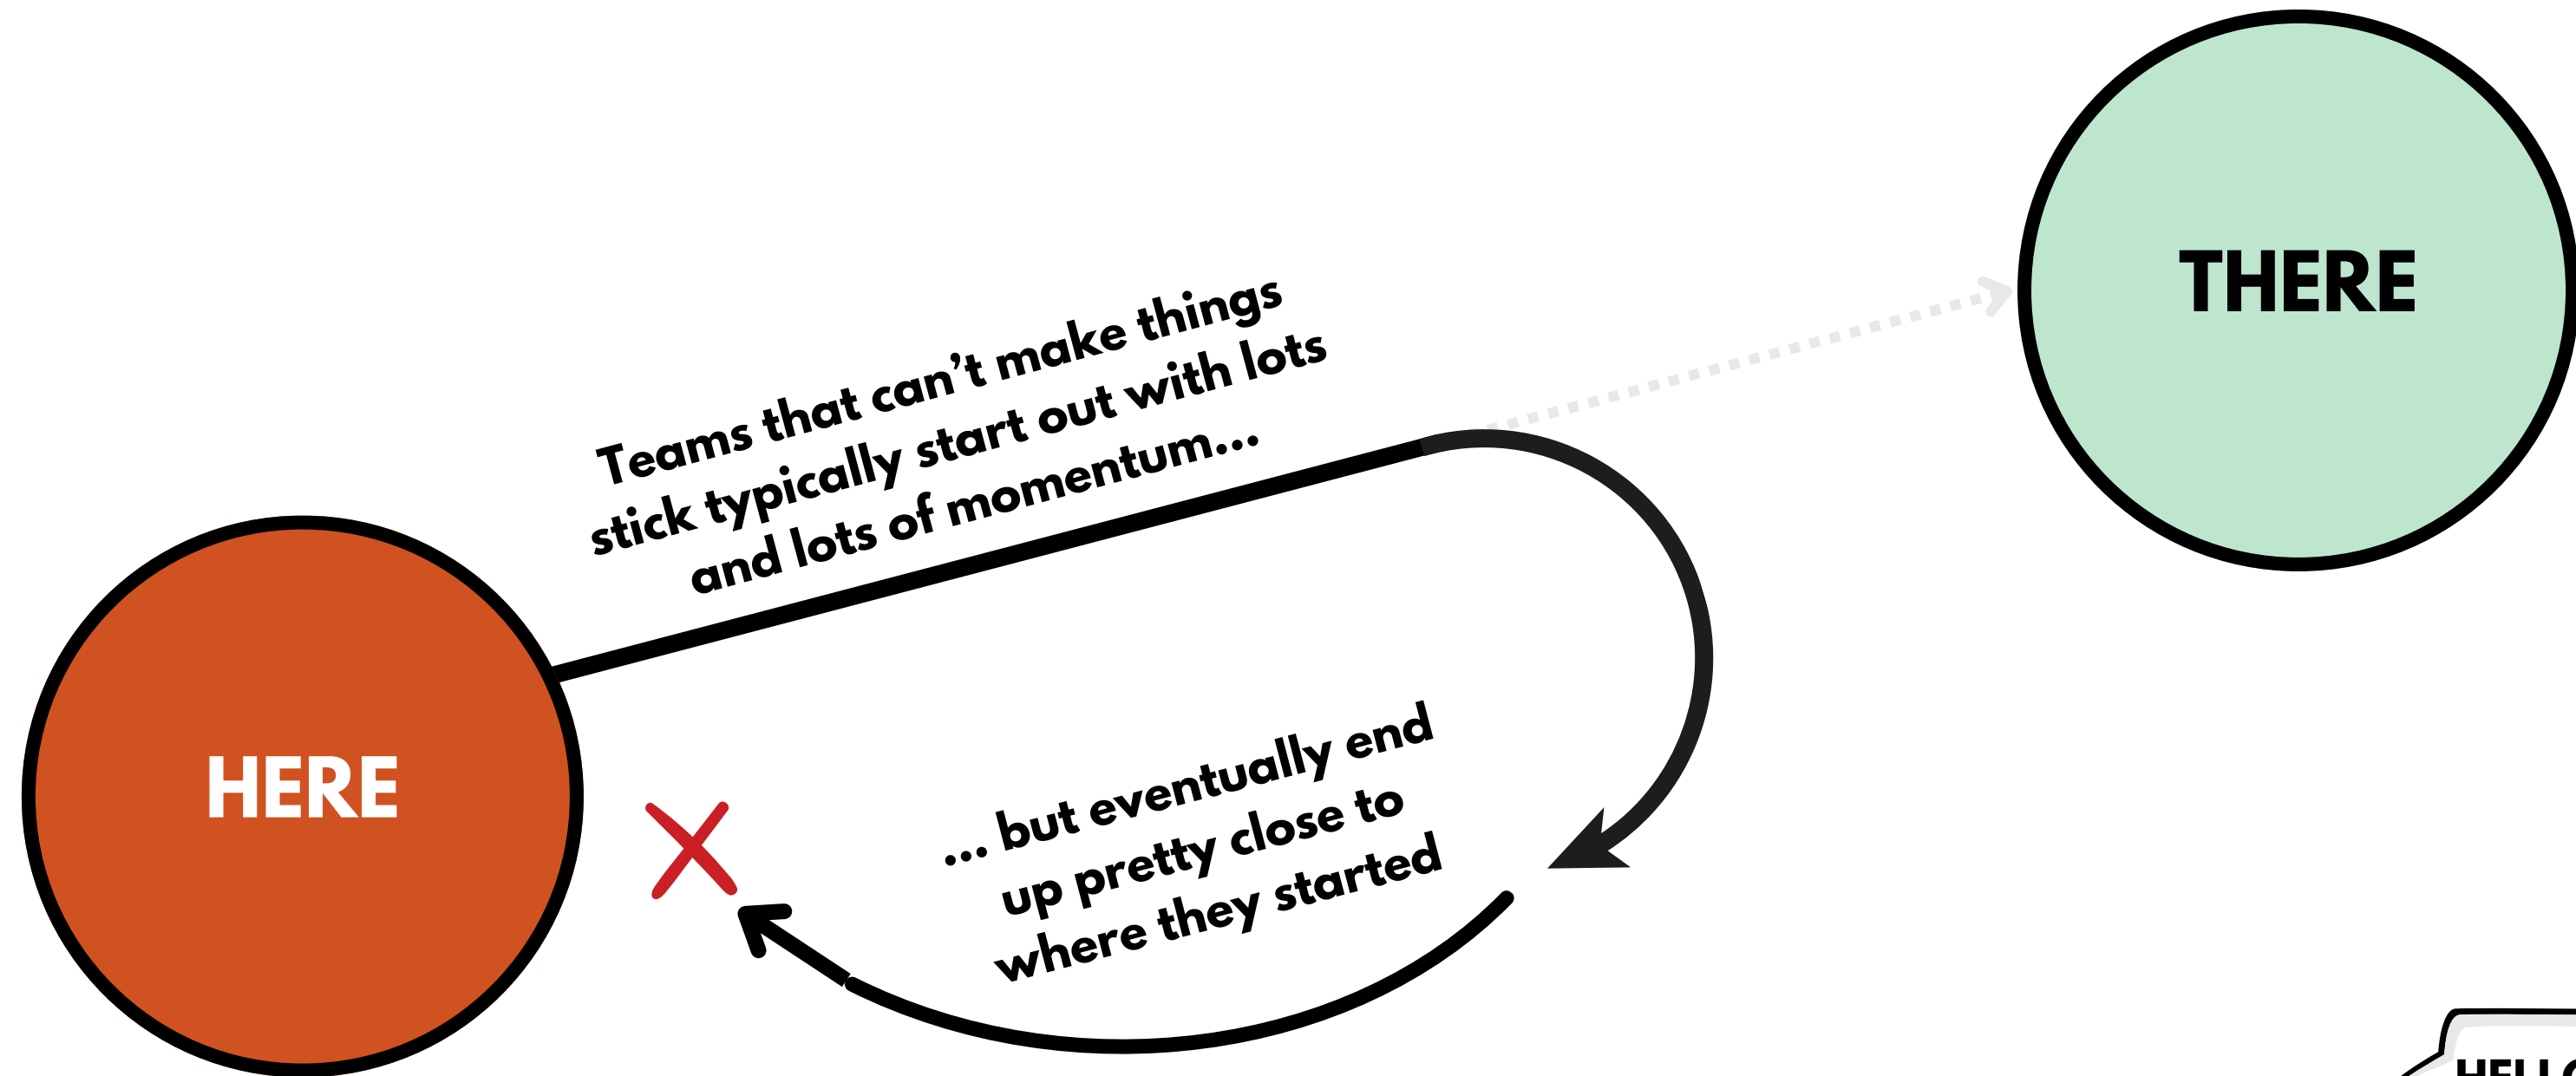 THERE
Teams that can't make things
stick typically start out with lots
and lots of momentum...
HERE
... but eventually end
up pretty close to
where they started